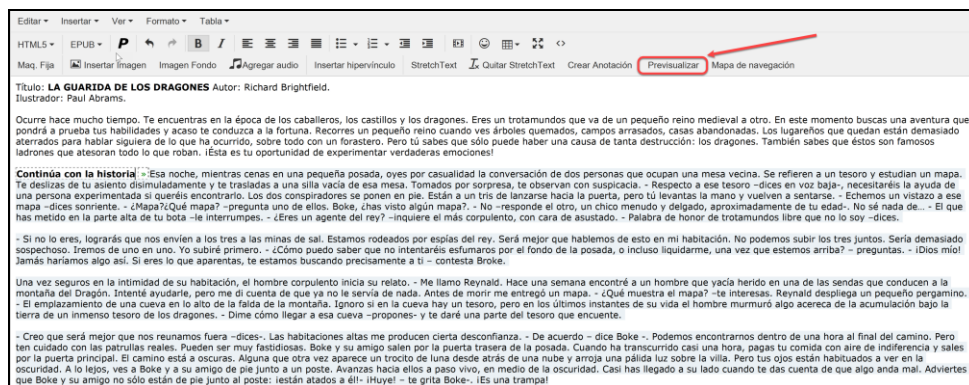 Editar Insertar Ver Formato Tabla
HTML5 EPUB P B I
Maq. Fija Insertar Imagen Imagen Fondo Agregar audio Insertar hipervínculo StretchText Quitar StretchText Crear Anotación Previsualizar Mapa de navegación
Título: LA GUARIDA DE LOS DRAGONES Autor: Richard Brightfield.
Ilustrador: Paul Abrams.
Ocurre hace mucho tiempo. Te encuentras en la época de los caballeros, los castillos y los dragones. Eres un trotamundos que va de un pequeño reino medieval a otro. En este momento buscas una aventura que
pondrá a prueba tus habilidades y acaso te conduzca a la fortuna. Recorres un pequeño reino cuando ves árboles quemados, campos arrasados, casas abandonadas. Los lugareños que quedan están demasiado
aterrados para hablar siguiera de lo que ha ocurrido, sobre todo con un forastero. Pero tú sabes que sólo puede haber una causa de tanta destrucción: los dragones. También sabes que éstos son famosos
ladrones que atesoran todo lo que roban. ¡Ésta es tu oportunidad de experimentar verdaderas emociones!
Continúa con la historia » Esa noche, mientras cenas en una pequeña posada, oyes por casualidad la conversación de dos personas que ocupan una mesa vecina. Se refieren a un tesoro y estudian un mapa.
Te deslizas de tu asiento disimuladamente y te trasladas a una silla vacía de esa mesa. Tomados por sorpresa, te observan con suspicacia. - Respecto a ese tesoro –dices en voz baja-, necesitaréis la ayuda de
una persona experimentada si queréis encontrarlo. Los dos conspiradores se ponen en pie. Están a un tris de lanzarse hacia la puerta, pero tú levantas la mano y vuelven a sentarse. - Echemos un vistazo a ese
mapa –dices sonriente. - ¿Mapa?¿Qué mapa? –pregunta uno de ellos. Boke, ¿has visto algún mapa?. - No –responde el otro, un chico menudo y delgado, aproximadamente de tu edad-. No sé nada de... - El que
has metido en la parte alta de tu bota –le interrumpes. - ¿Eres un agente del rey? –inquiere el más corpulento, con cara de asustado. - Palabra de honor de trotamundos libre que no lo soy –dices.
- Si no lo eres, lograrás que nos envíen a los tres a las minas de sal. Estamos rodeados por espías del rey. Será mejor que hablemos de esto en mi habitación. No podemos subir los tres juntos. Sería demasiado
sospechoso. Iremos de uno en uno. Yo subiré primero. - ¿Cómo puedo saber que no intentaréis esfumaros por el fondo de la posada, o incluso liquidarme, una vez que estemos arriba? – preguntas. - ¡Dios mío!
Jamás haríamos algo así. Si eres lo que aparentas, te estamos buscando precisamente a ti – contesta Broke.
Una vez seguros en la intimidad de su habitación, el hombre corpulento inicia su relato. - Me llamo Reynald. Hace una semana encontré a un hombre que yacía herido en una de las sendas que conducen a la
montaña del Dragón. Intenté ayudarle, pero me di cuenta de que ya no le servía de nada. Antes de morir me entregó un mapa. - ¿Qué muestra el mapa? –te interesas. Reynald despliega un pequeño pergamino.
- El emplazamiento de una cueva en lo alto de la falda de la montaña. Ignoro si en la cueva hay un tesoro, pero en los últimos instantes de su vida el hombre murmuró algo acereca de la acumulación bajo la
tierra de un inmenso tesoro de los dragones. - Dime cómo llegar a esa cueva –propones- y te daré una parte del tesoro que encuente.
- Creo que será mejor que nos reunamos fuera –dices-. Las habitaciones altas me producen cierta desconfianza. - De acuerdo – dice Boke -. Podemos encontrarnos dentro de una hora al final del camino. Pero
ten cuidado con las patrullas reales. Pueden ser muy fastidiosas. Boke y su amigo salen por la puerta trasera de la posada. Cuando ha transcurrido casi una hora, pagas tu comida con aire de indiferencia y sales
por la puerta principal. El camino está a oscuras. Alguna que otra vez aparece un trocito de luna desde atrás de una nube y arroja una pálida luz sobre la villa. Pero tus ojos están habituados a ver en la
oscuridad. A lo lejos, ves a Boke y a su amigo de pie junto a un poste. Avanzas hacia ellos a paso vivo, en medio de la oscuridad. Casi has llegado a su lado cuando te das cuenta de que algo anda mal. Adviertes
que Boke y su amigo no sólo están de pie junto al poste: ¡están atados a él!- ¡Huye! – te grita Boke-. ¡Es una trampa!